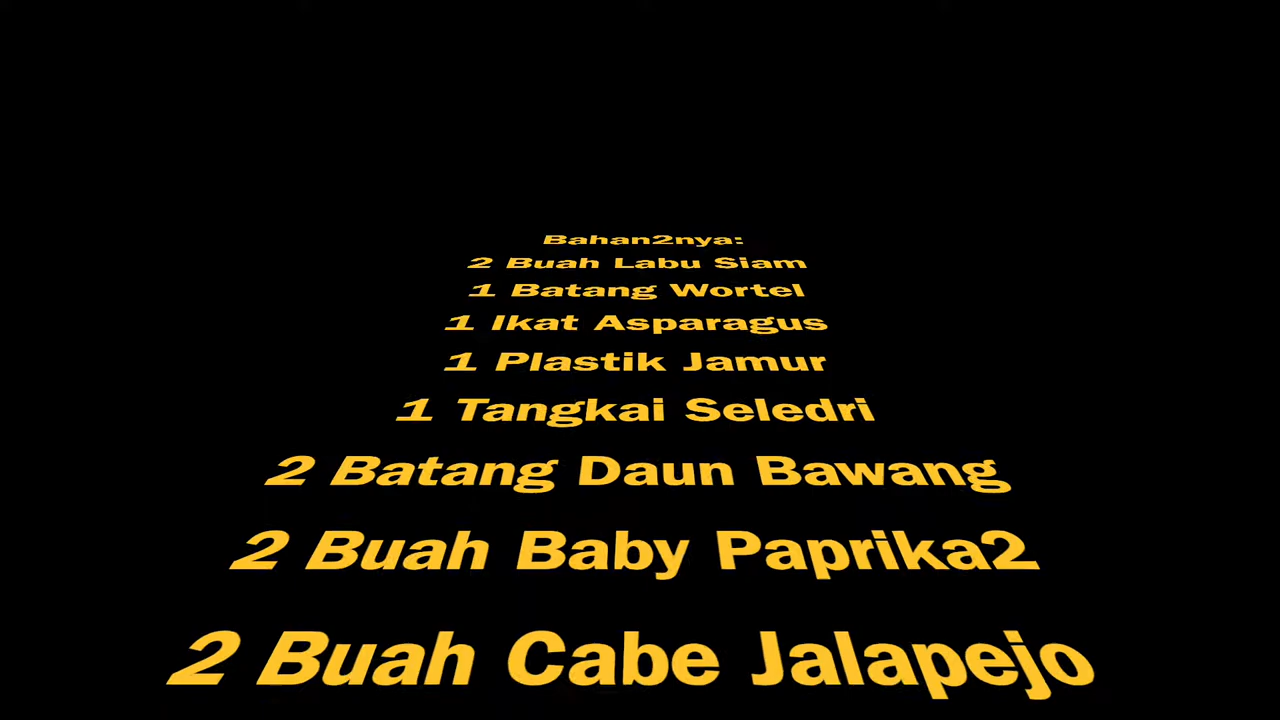 Bahan2nya:
2 Buah Labu Siam
1 Batang Wortel
1 Ikat Asparagus
1 Plastik Jamur
1 Tangkai Seledri
2 Batang Daun Bawang
2 Buah Baby Paprika2
2 Buah Cabe Jalapejo